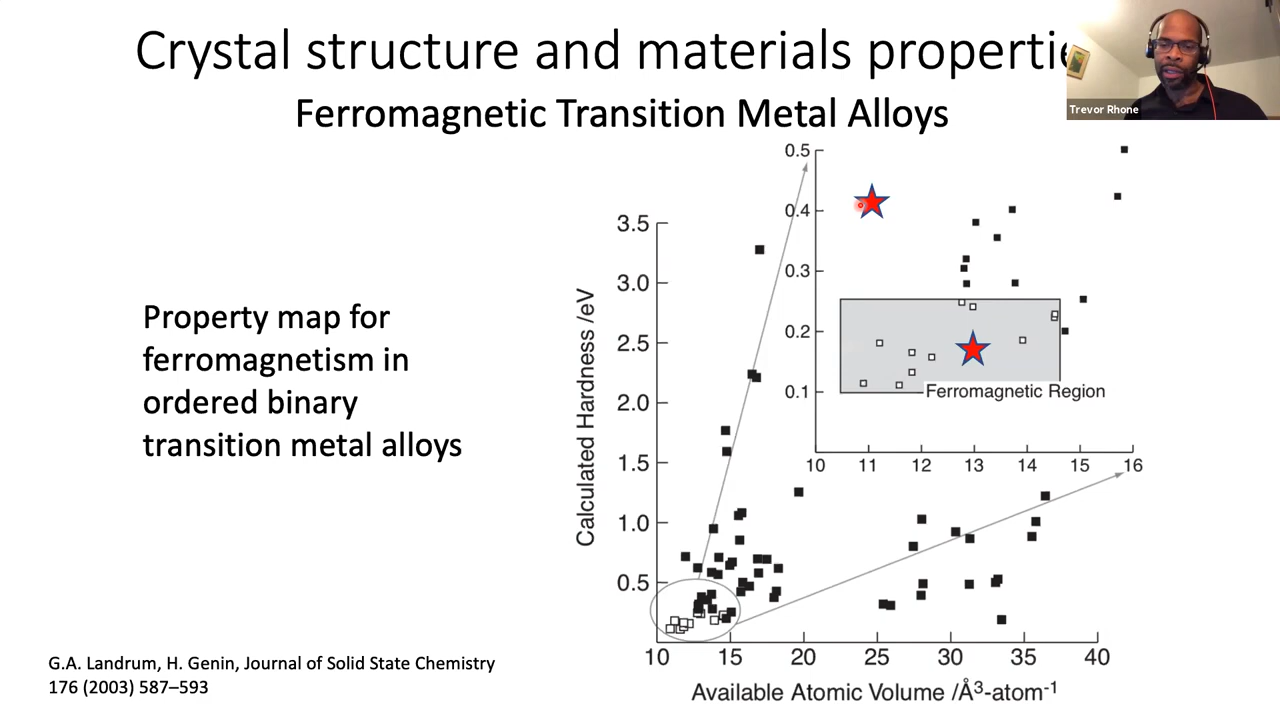 Crystal structure and materials propertie
Trevor Rhone
Ferromagnetic Transition Metal Alloys
Property map for
ferromagnetism in
ordered binary
transition metal alloys
0.5
0.4
0.3
0.2
0.1
Ferromagnetic Region
10 11 12 13 14 15 16
3.5
3.0
2.5
2.0
1.5
1.0
0.5
Calculated Hardness /eV
10 15 20 25 30 35 40
Available Atomic Volume /Å³-atom⁻¹
G.A. Landrum, H. Genin, Journal of Solid State Chemistry
176 (2003) 587–593